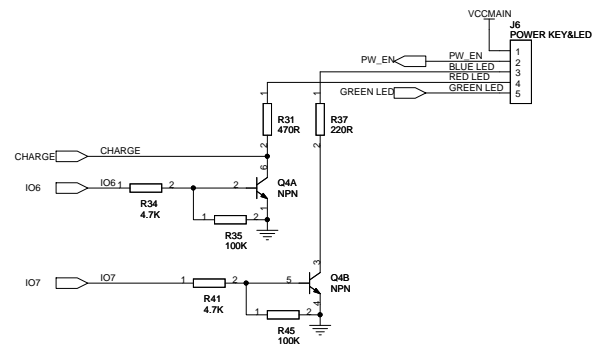 VCCMAIN
J6
POWER KEY&LED
PW_EN
PW_EN
1
BLUE LED
2
RED LED
3
GREEN LED
GREEN LED
4
5
1
1
R31
470R
R37
220R
2
2
CHARGE
CHARGE
6
IO6
IO6
1
2
2
Q4A
NPN
R34
4.7K
1
1
2
R35
100K
3
IO7
IO7
1
2
5
Q4B
NPN
R41
4.7K
4
1
2
R45
100K